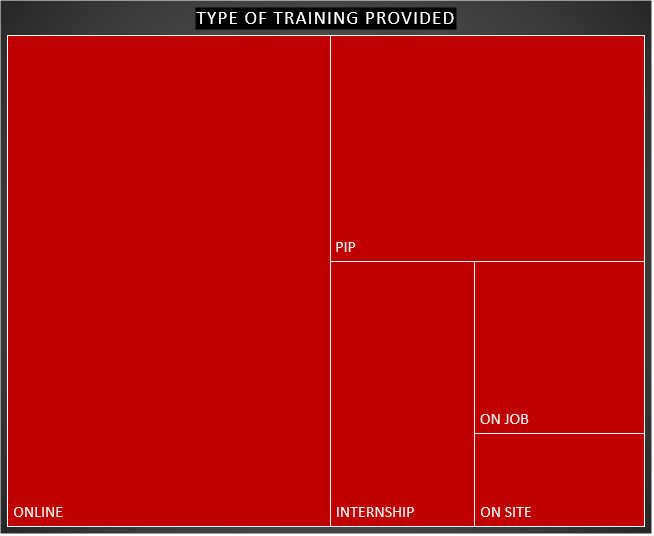 TYPE OF TRAINING PROVIDED
PIP
ON JOB
ONLINE
INTERNSHIP
ON SITE